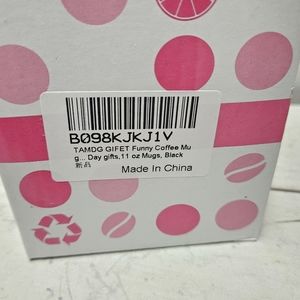 B098KJKJ1V
TAMDG GIFET Funny Coffee Mu
g... Day gifts,11 oz Mugs, Black
新品
Made In China